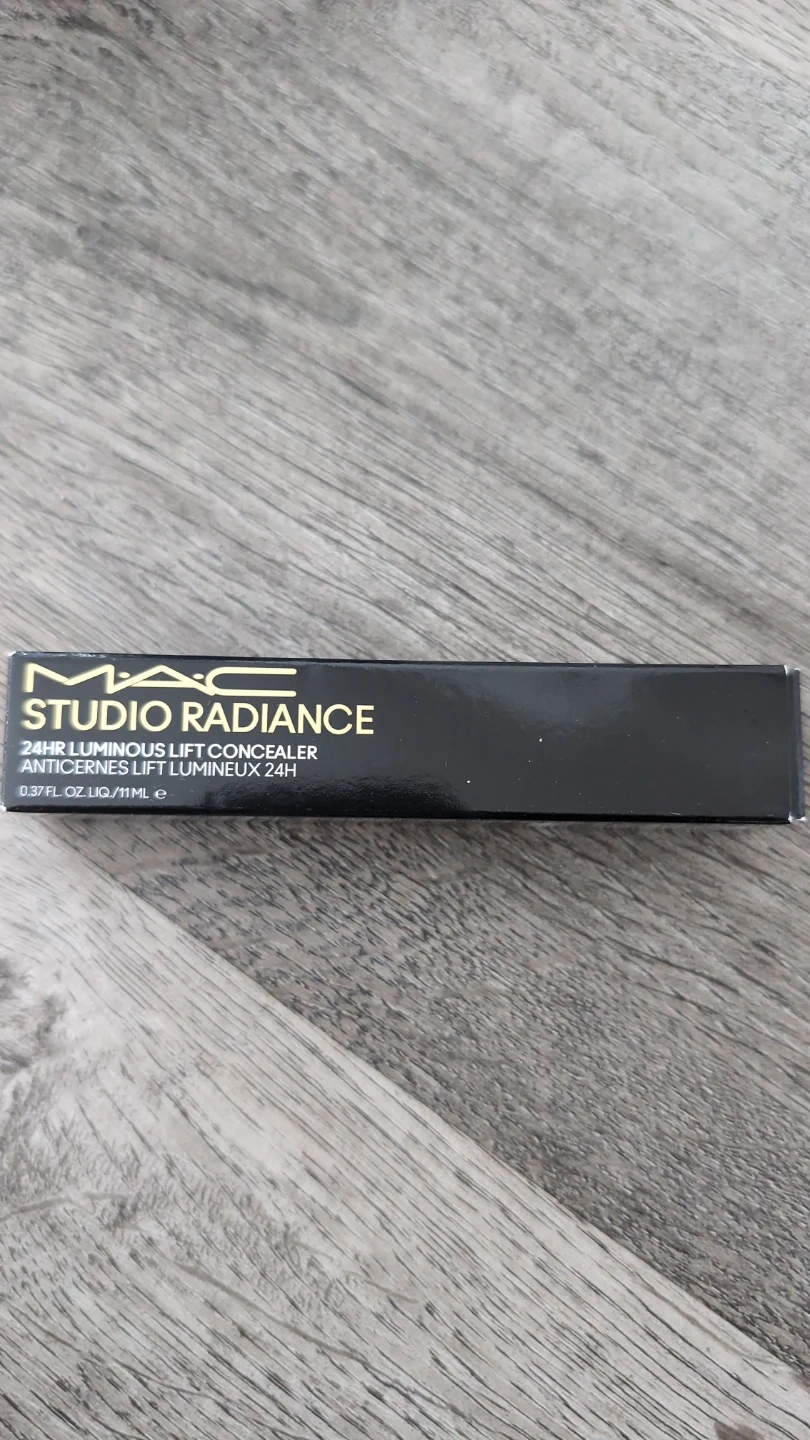 M·A·C
STUDIO RADIANCE
24HR LUMINOUS LIFT CONCEALER
ANTICERNES LIFT LUMINEUX 24H
0.37 FL. OZ. LIQ./11 ML ℮